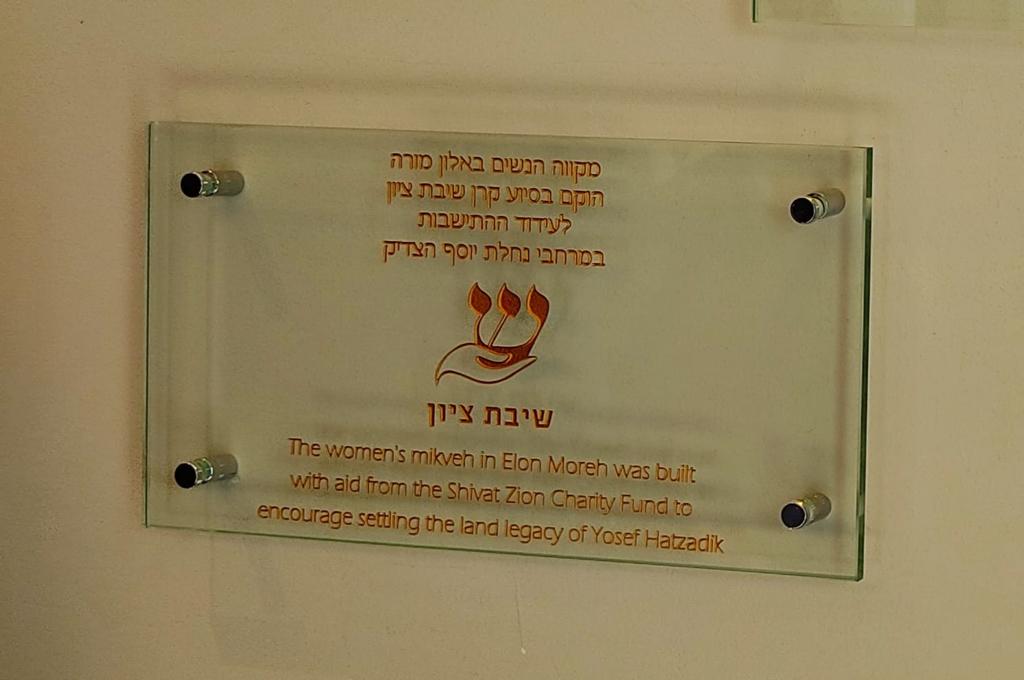 מקווה הנשים באלון מורה
הוקם בסיוע קרן שיבת ציון
לעידוד ההתישבות
במרחבי נחלת יוסף הצדיק
ש
שיבת ציון
The women's mikveh in Elon Moreh was built
with aid from the Shivat Zion Charity Fund to
encourage settling the land legacy of Yosef Hatzadik